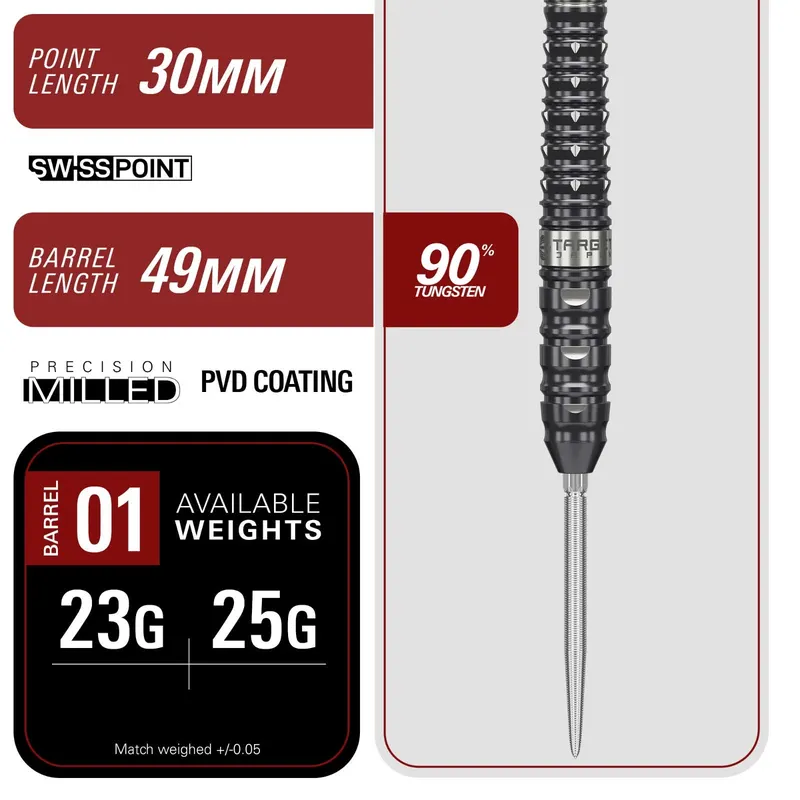 POINT
LENGTH
30MM
SWISSPOINT
BARREL
LENGTH
49MM
90%
TUNGSTEN
PRECISION
MILLED
PVD COATING
BARREL
01
AVAILABLE
WEIGHTS
23G
25G
Match weighed +/-0.05
TARGET